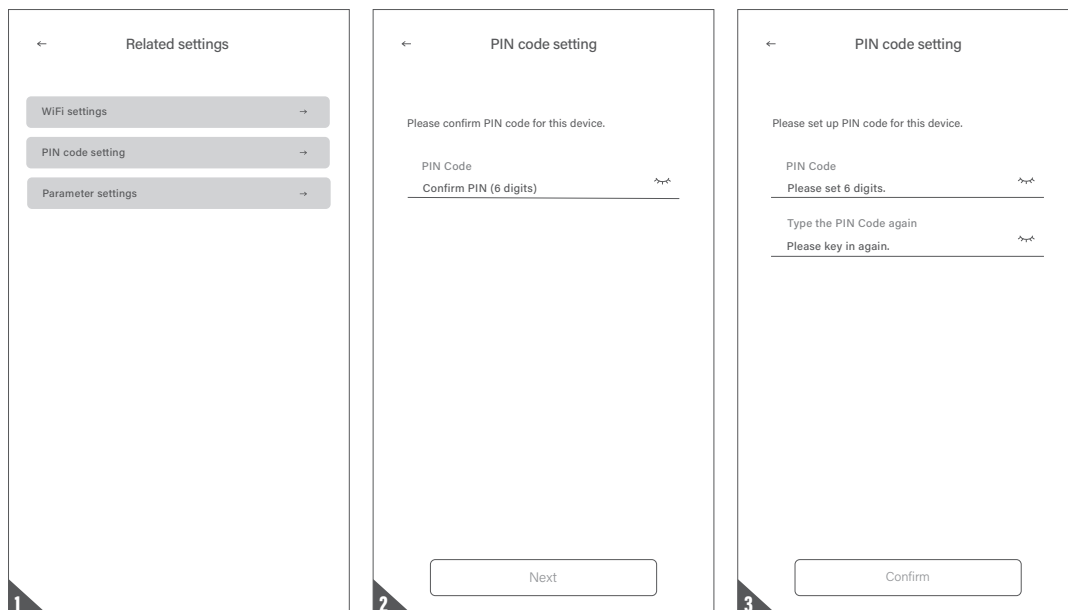 ← Related settings
WiFi settings →
PIN code setting →
Parameter settings →
1
← PIN code setting
Please confirm PIN code for this device.
PIN Code
Confirm PIN (6 digits)
Next
2
← PIN code setting
Please set up PIN code for this device.
PIN Code
Please set 6 digits.
Type the PIN Code again
Please key in again.
Confirm
3